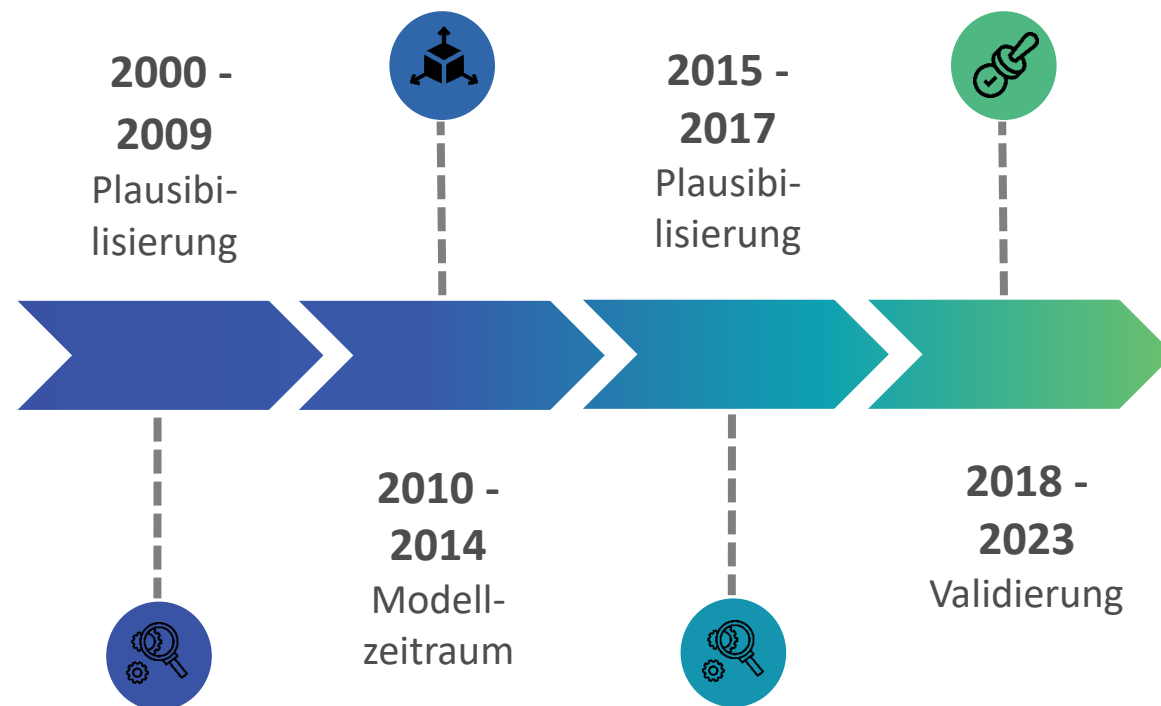 2000 -
2009
Plausibi-
lisierung
2010 -
2014
Modell-
zeitraum
2015 -
2017
Plausibi-
lisierung
2018 -
2023
Validierung